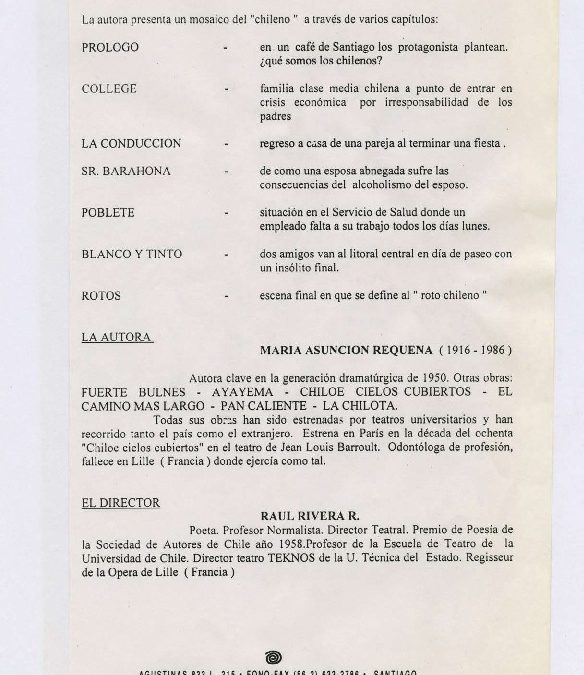 La autora presenta un mosaico del "chileno " a través de varios capítulos:
PROLOGO - en un café de Santiago los protagonista plantean.
¿qué somos los chilenos?
COLLEGE - familia clase media chilena a punto de entrar en
crisis económica por irresponsabilidad de los
padres
LA CONDUCCION - regreso a casa de una pareja al terminar una fiesta .
SR. BARAHONA - de como una esposa abnegada sufre las
consecuencias del alcoholismo del esposo.
POBLETE - situación en el Servicio de Salud donde un
empleado falta a su trabajo todos los días lunes.
BLANCO Y TINTO - dos amigos van al litoral central en día de paseo con
un insólito final.
ROTOS - escena final en que se define al " roto chileno "
LA AUTORA
MARIA ASUNCION REQUENA ( 1916 - 1986 )
Autora clave en la generación dramatúrgica de 1950. Otras obras:
FUERTE BULNES - AYAYEMA - CHILOE CIELOS CUBIERTOS - EL
CAMINO MAS LARGO - PAN CALIENTE - LA CHILOTA.
Todas sus obras han sido estrenadas por teatros universitarios y han
recorrido tanto el país como el extranjero. Estrena en París en la década del ochenta
"Chiloe cielos cubiertos" en el teatro de Jean Louis Barroult. Odontóloga de profesión,
fallece en Lille ( Francia ) donde ejercía como tal.
EL DIRECTOR
RAUL RIVERA R.
Poeta. Profesor Normalista. Director Teatral. Premio de Poesía de
la Sociedad de Autores de Chile año 1958.Profesor de la Escuela de Teatro de la
Universidad de Chile. Director teatro TEKNOS de la U. Técnica del Estado. Regisseur
de la Opera de Lille ( Francia )
AGUSTINAS 822 L. 216 • FONO-FAX (56-2) 633 2786 • SANTIAGO